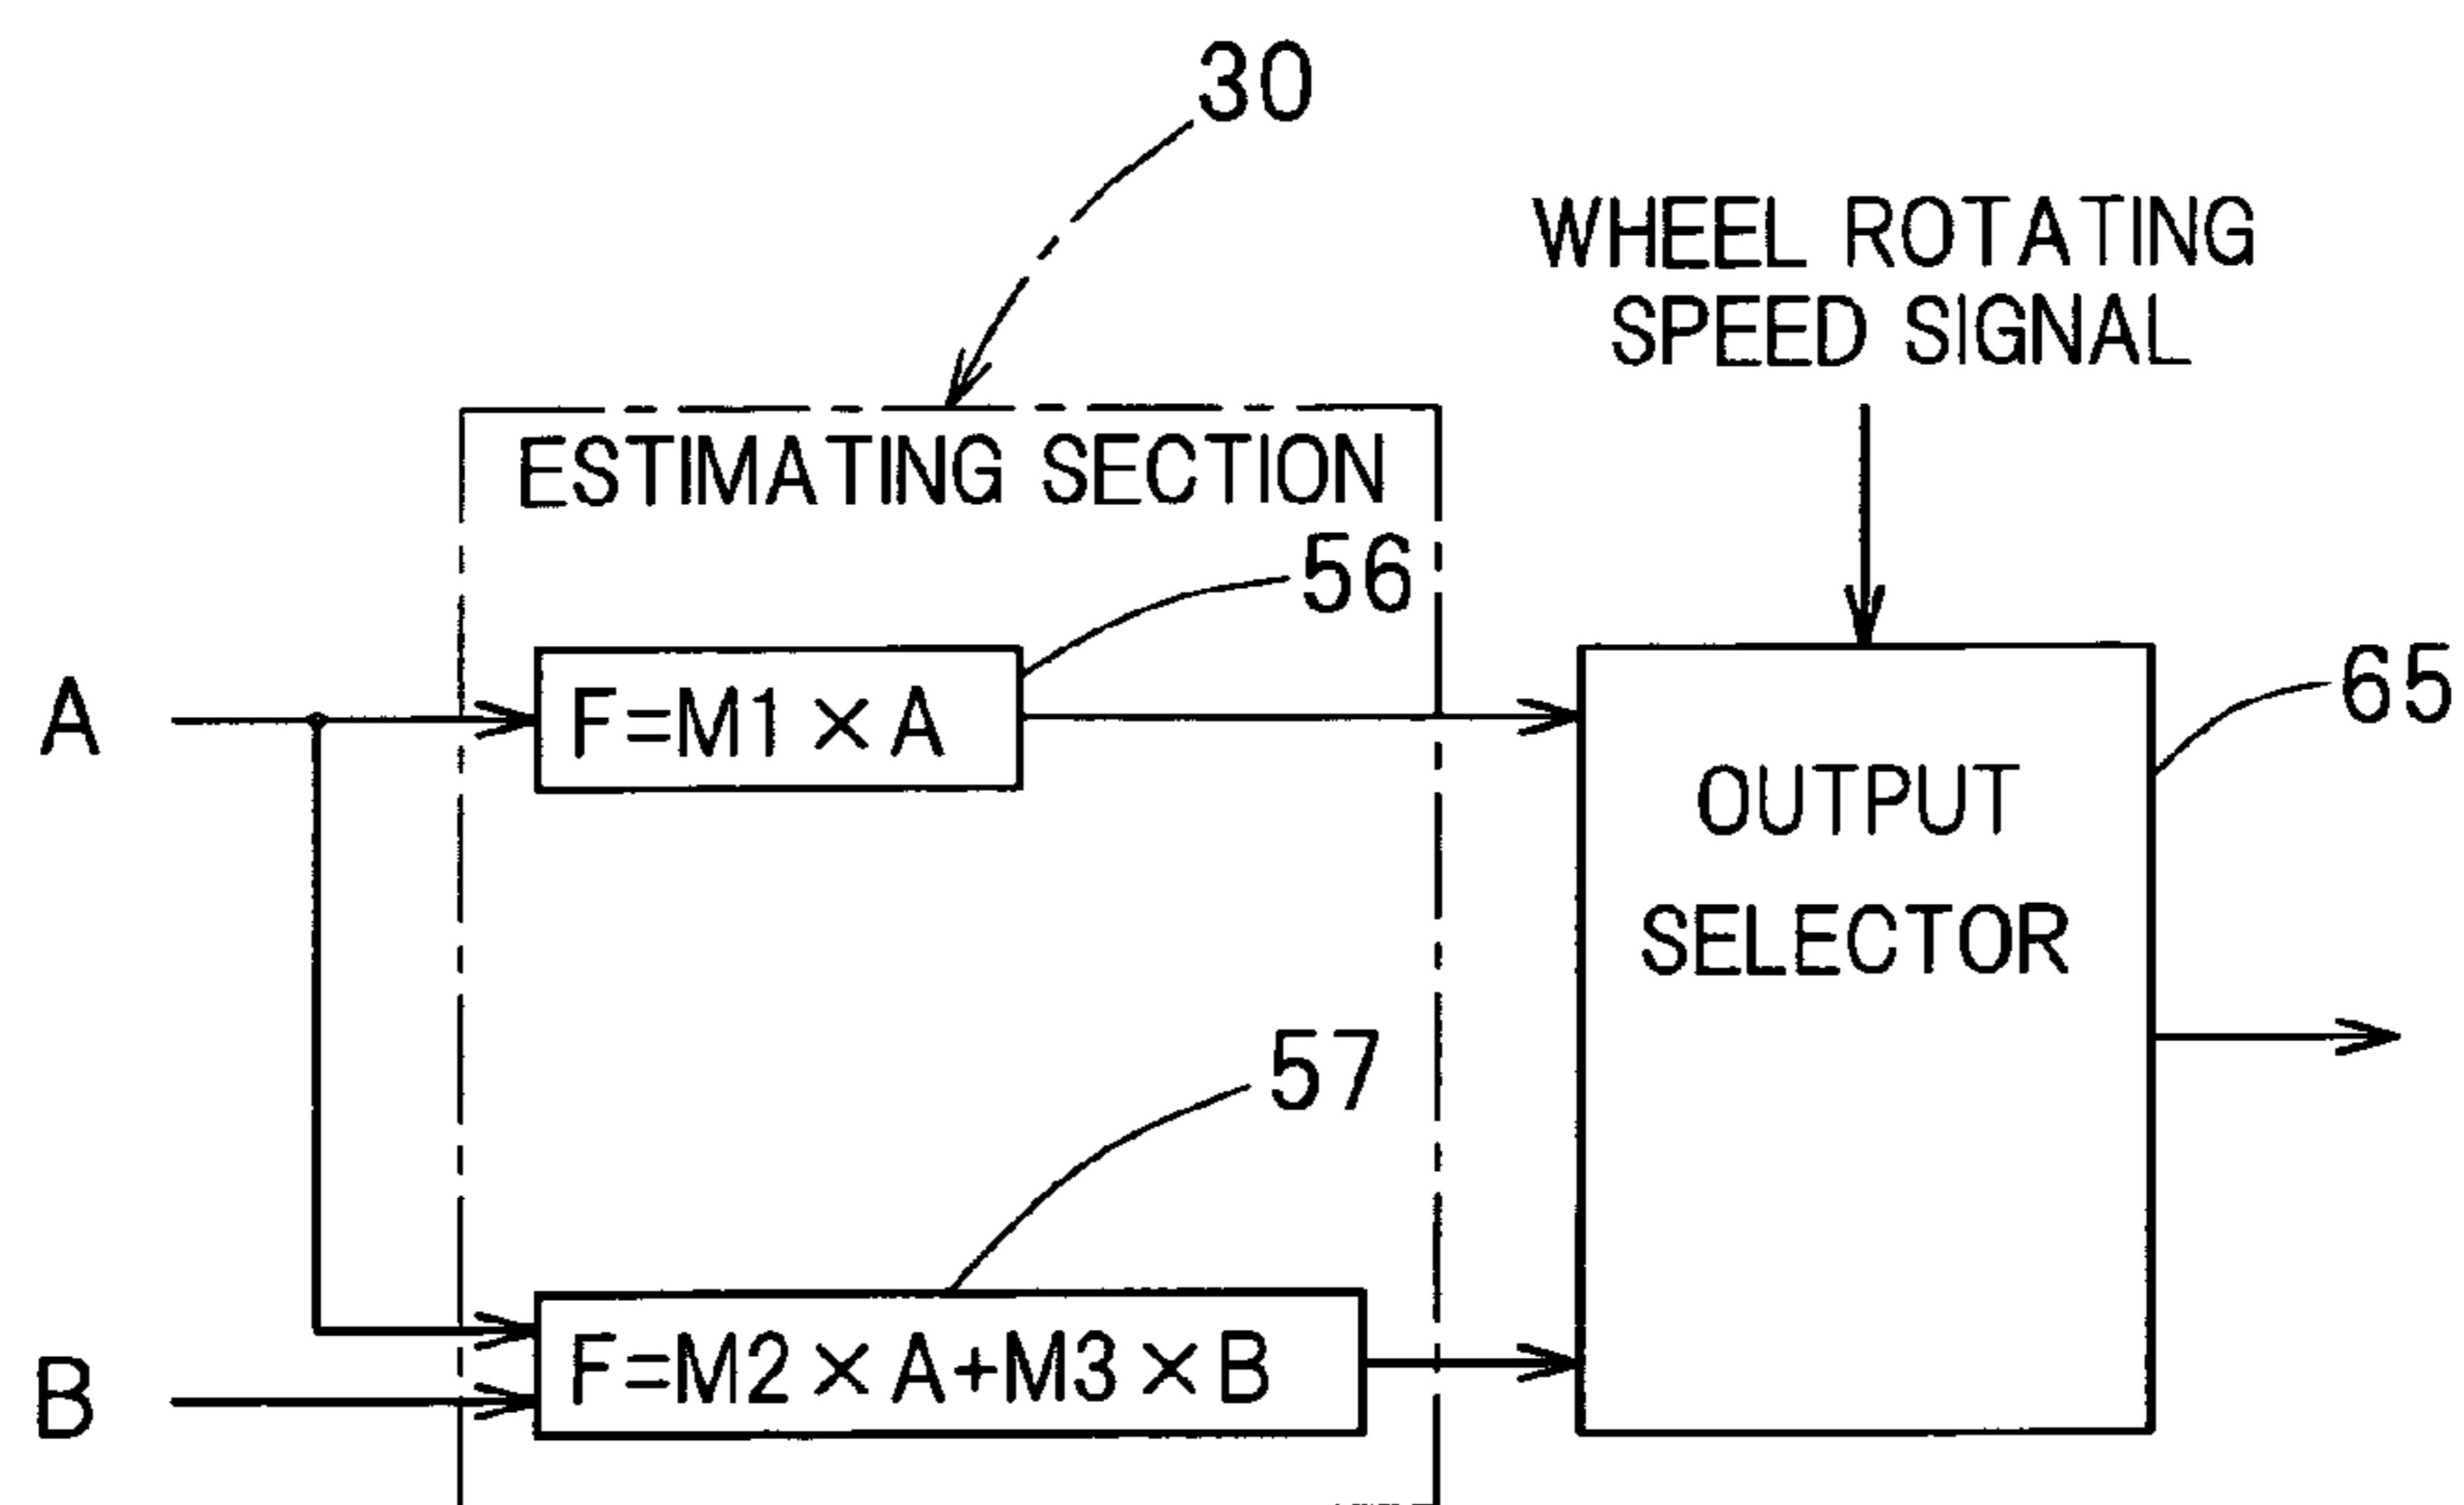 30
WHEEL ROTATING
SPEED SIGNAL
ESTIMATING SECTION
56
A
F=M1×A
65
OUTPUT
SELECTOR
57
F=M2×A+M3×B
B